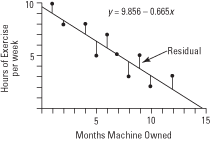 10
y = 9.856 – 0.665x
Residual
Hours of Exercise
per week
5
5
10
15
Months Machine Owned